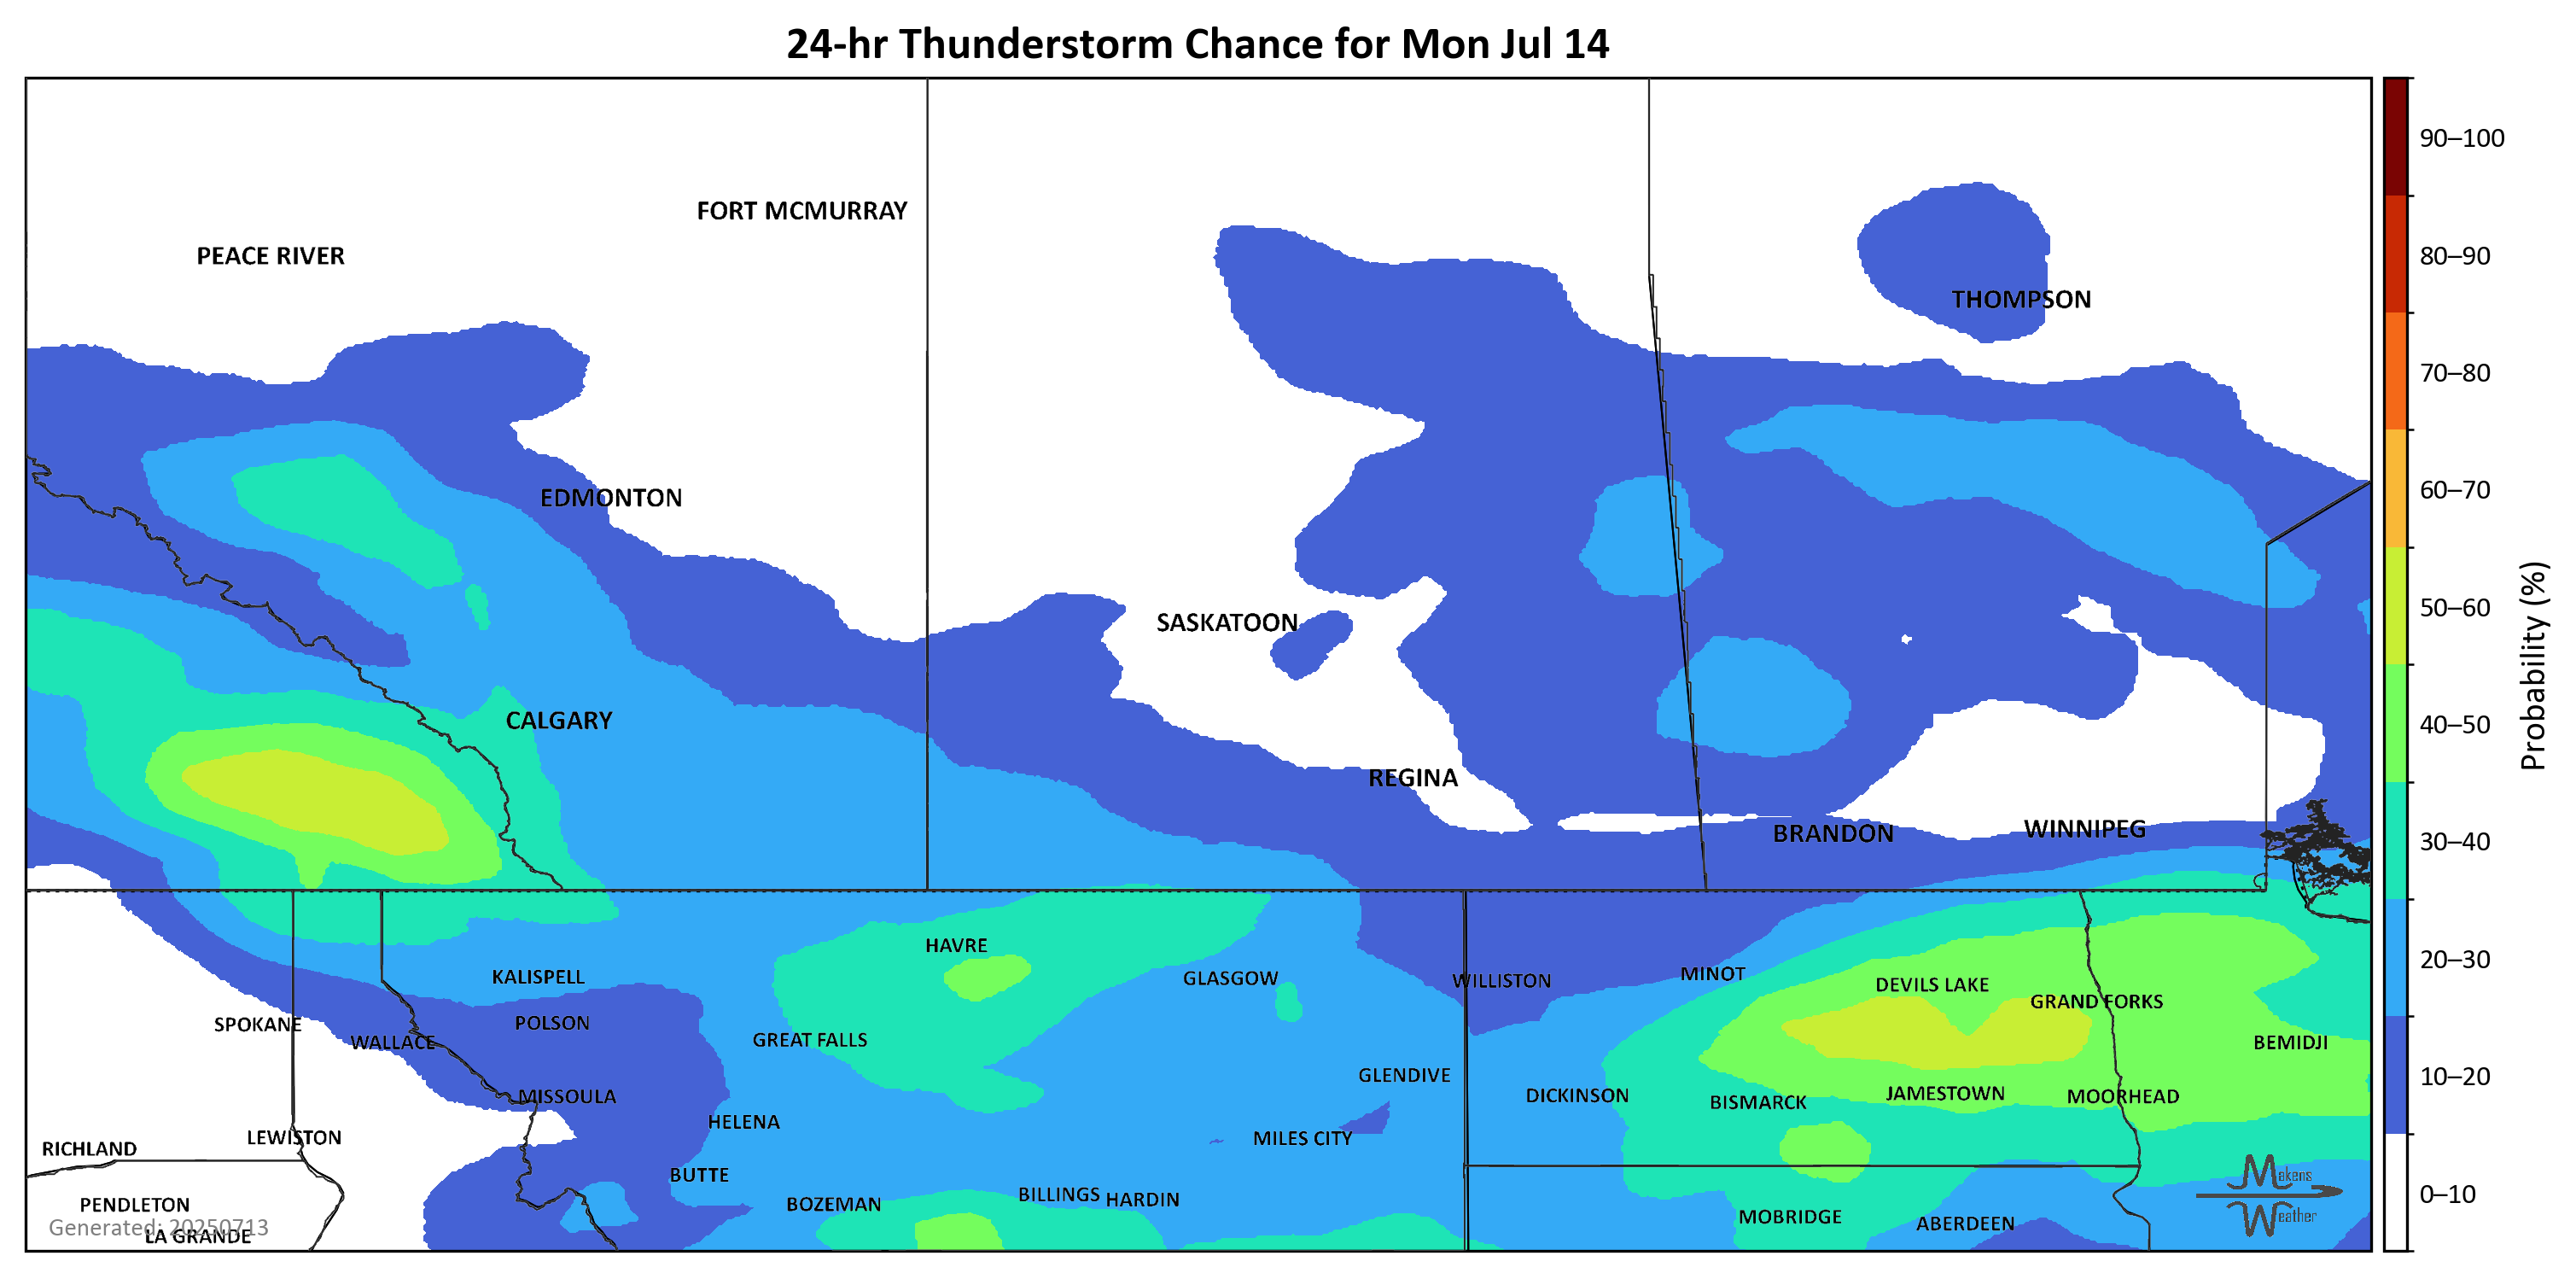 24-hr Thunderstorm Chance for Mon Jul 14
90–100
FORT MCMURRAY
PEACE RIVER
80–90
THOMPSON
70–80
60–70
EDMONTON
50–60
SASKATOON
Probability (%)
CALGARY
40–50
REGINA
BRANDON
WINNIPEG
30–40
HAVRE
20–30
KALISPELL
GLASGOW
WILLISTON
MINOT
DEVILS LAKE
GRAND FORKS
SPOKANE
POLSON
WALLACE
GREAT FALLS
BEMIDJI
GLENDIVE
10–20
MISSOULA
DICKINSON
BISMARCK
JAMESTOWN
MOORHEAD
HELENA
LEWISTON
MILES CITY
RICHLAND
BUTTE
Makens
BILLINGS
HARDIN
0–10
PENDLETON
BOZEMAN
Weather
MOBRIDGE
ABERDEEN
Generated: 20250713
LA GRANDE